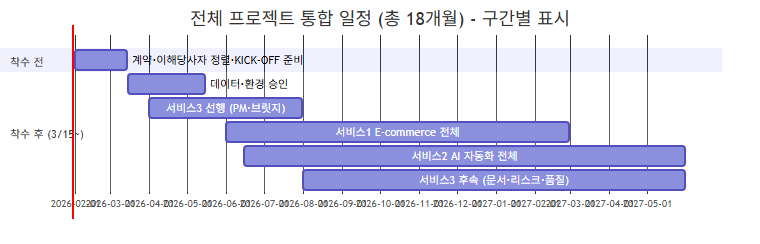 전체 프로젝트 통합 일정 (총 18개월) - 구간별 표시
착수 전
계약·이해당사자 정렬·KICK-OFF 준비
데이터·환경 승인
서비스3 선행 (PM·브릿지)
착수 후 (3/15~)
서비스1 E-commerce 전체
서비스2 AI 자동화 전체
서비스3 후속 (문서·리스크·품질)
2026-02-01 2026-03-01 2026-04-01 2026-05-01 2026-06-01 2026-07-01 2026-08-01 2026-09-01 2026-10-01 2026-11-01 2026-12-01 2027-01-01 2027-02-01 2027-03-01 2027-04-01 2027-05-01